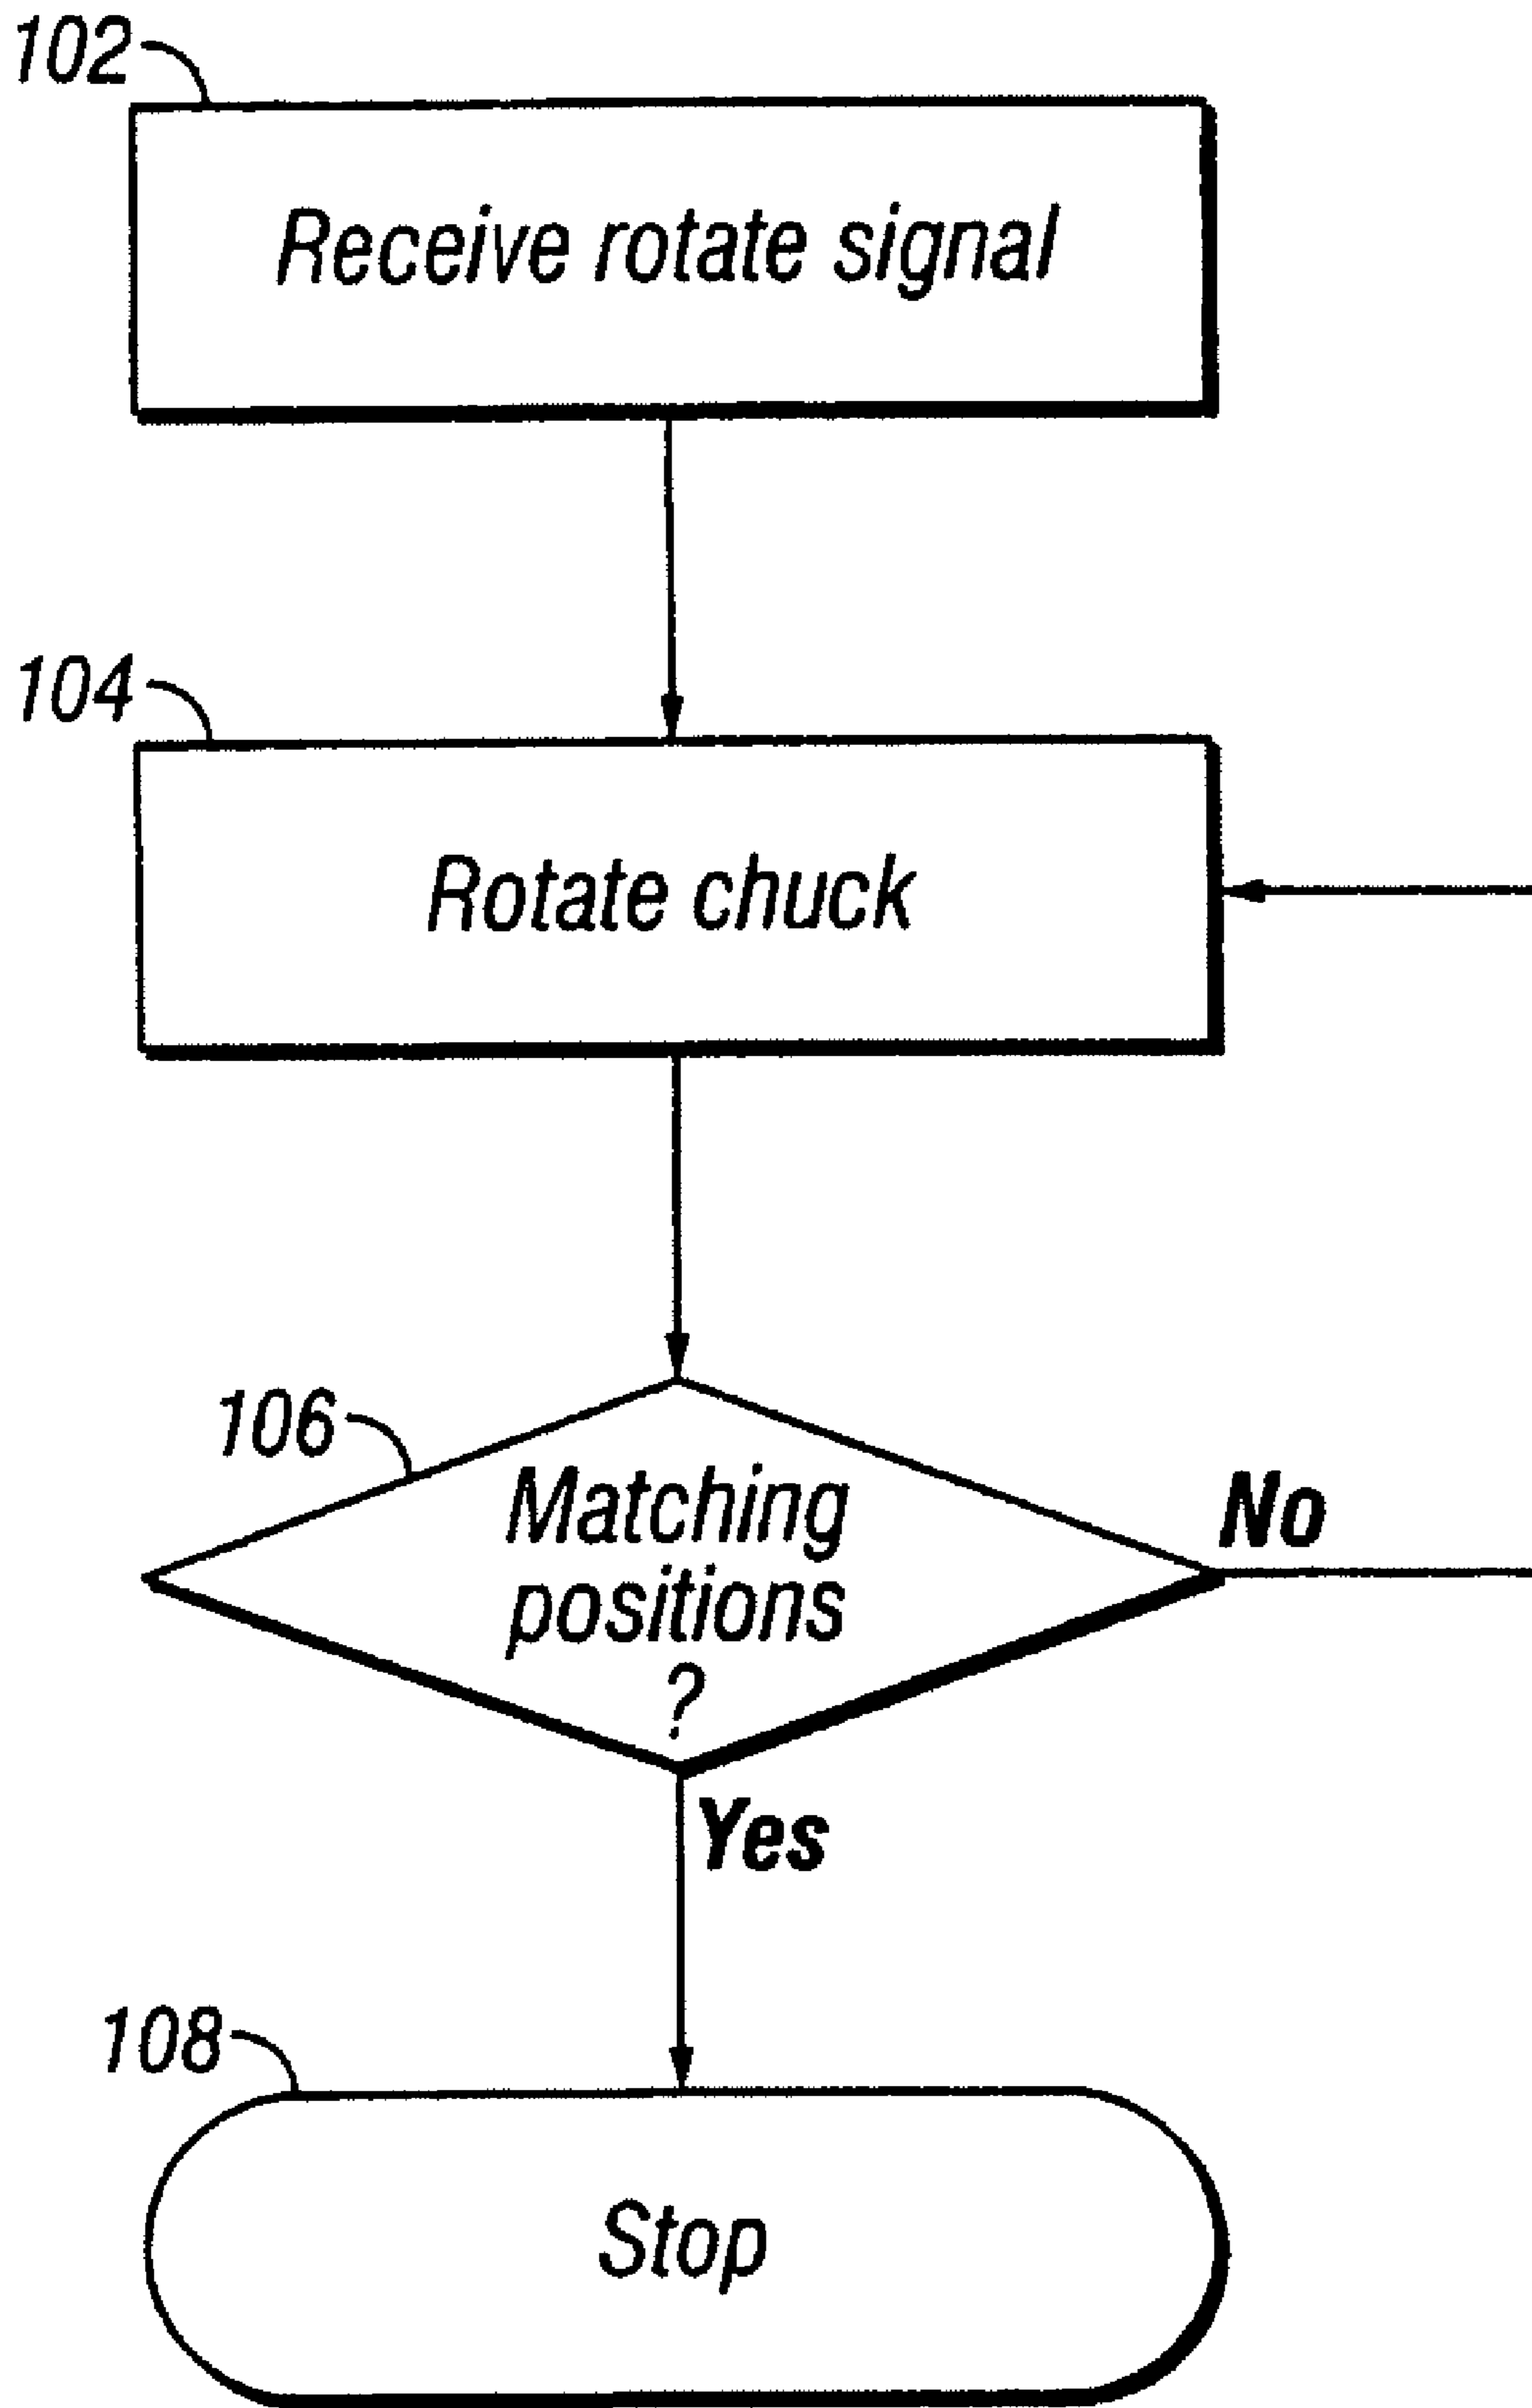 102
Receive rotate signal
104
Rotate chuck
106
Matching
positions
?
No
Yes
108
Stop